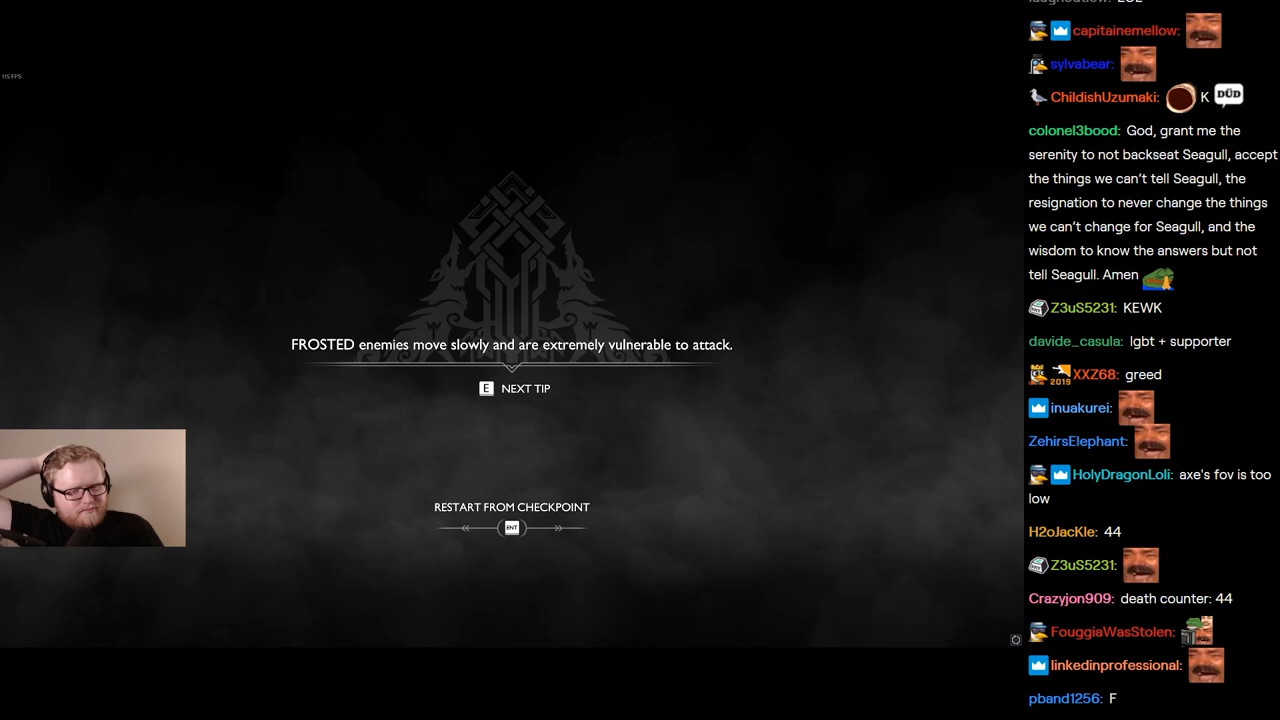 capitainemellow:
115 FPS
sylvabear:
ChildishUzumaki: K DÜD
colonel3bood: God, grant me the
serenity to not backseat Seagull, accept
the things we can't tell Seagull, the
resignation to never change the things
we can't change for Seagull, and the
wisdom to know the answers but not
tell Seagull. Amen
Z3uS5231: KEWK
davide_casula: lgbt + supporter
FROSTED enemies move slowly and are extremely vulnerable to attack.
E NEXT TIP
2019 XXZ68: greed
inuakurei:
ZehirsElephant:
HolyDragonLoli: axe's fov is too
low
RESTART FROM CHECKPOINT
ENT
H2oJacKle: 44
Z3uS5231:
Crazyjon909: death counter: 44
FouggiaWasStolen:
linkedinprofessional:
pband1256: F